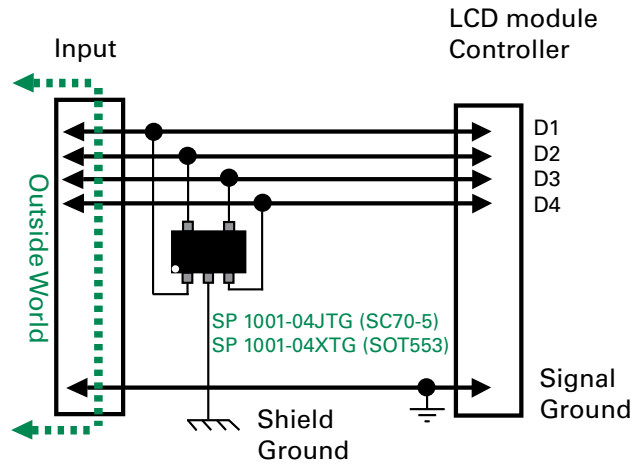 LCD module
Controller
Input
D1
D2
D3
D4
Outside World
SP 1001-04JTG (SC70-5)
SP 1001-04XTG (SOT553)
Signal
Ground
Shield
Ground